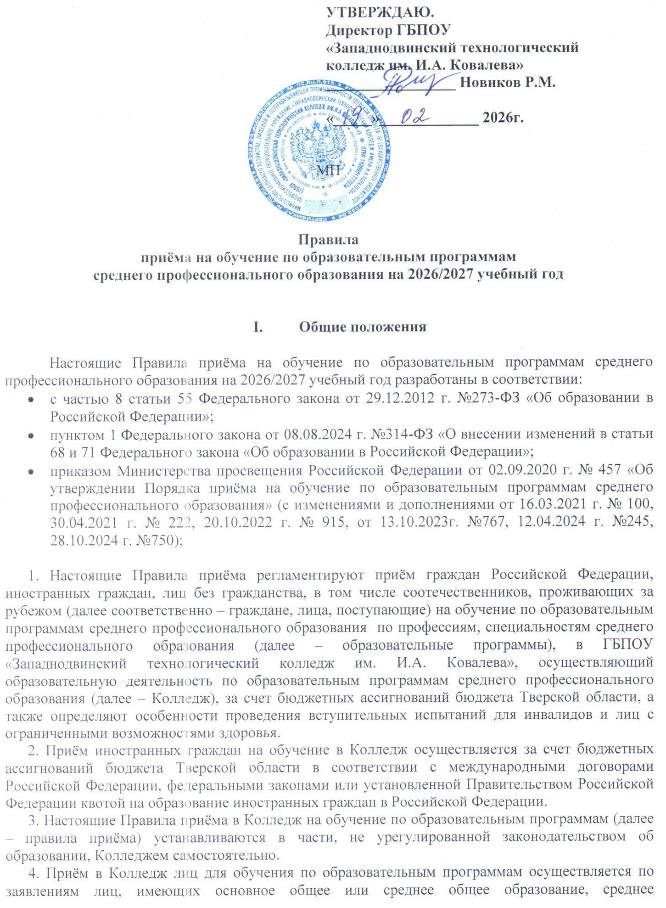 УТВЕРЖДАЮ.
Директор ГБПОУ
«Западнодвинский технологический
колледж им. И.А. Ковалева»
Новиков Р.М.
«19» 02 2026г.
МП
Правила
приёма на обучение по образовательным программам
среднего профессионального образования на 2026/2027 учебный год
I. Общие положения
Настоящие Правила приёма на обучение по образовательным программам среднего
профессионального образования на 2026/2027 учебный год разработаны в соответствии:
• с частью 8 статьи 55 Федерального закона от 29.12.2012 г. №273-ФЗ «Об образовании в
Российской Федерации»;
• пунктом 1 Федерального закона от 08.08.2024 г. №314-ФЗ «О внесении изменений в статьи
68 и 71 Федерального закона «Об образовании в Российской Федерации»;
• приказом Министерства просвещения Российской Федерации от 02.09.2020 г. № 457 «Об
утверждении Порядка приёма на обучение по образовательным программам среднего
профессионального образования» (с изменениями и дополнениями от 16.03.2021 г. № 100,
30.04.2021 г. № 222, 20.10.2022 г. № 915, от 13.10.2023г. №767, 12.04.2024 г. №245,
28.10.2024 г. №750);
1. Настоящие Правила приёма регламентируют приём граждан Российской Федерации,
иностранных граждан, лиц без гражданства, в том числе соотечественников, проживающих за
рубежом (далее соответственно – граждане, лица, поступающие) на обучение по образовательным
программам среднего профессионального образования по профессиям, специальностям среднего
профессионального образования (далее – образовательные программы), в ГБПОУ
«Западнодвинский технологический колледж им. И.А. Ковалева», осуществляющий
образовательную деятельность по образовательным программам среднего профессионального
образования (далее – Колледж), за счет бюджетных ассигнований бюджета Тверской области, а
также определяют особенности проведения вступительных испытаний для инвалидов и лиц с
ограниченными возможностями здоровья.
2. Приём иностранных граждан на обучение в Колледж осуществляется за счет бюджетных
ассигнований бюджета Тверской области в соответствии с международными договорами
Российской Федерации, федеральными законами или установленной Правительством Российской
Федерации квотой на образование иностранных граждан в Российской Федерации.
3. Настоящие Правила приёма в Колледж на обучение по образовательным программам (далее
– правила приёма) устанавливаются в части, не урегулированной законодательством об
образовании, Колледжем самостоятельно.
4. Приём в Колледж лиц для обучения по образовательным программам осуществляется по
заявлениям лиц, имеющих основное общее или среднее общее образование, среднее